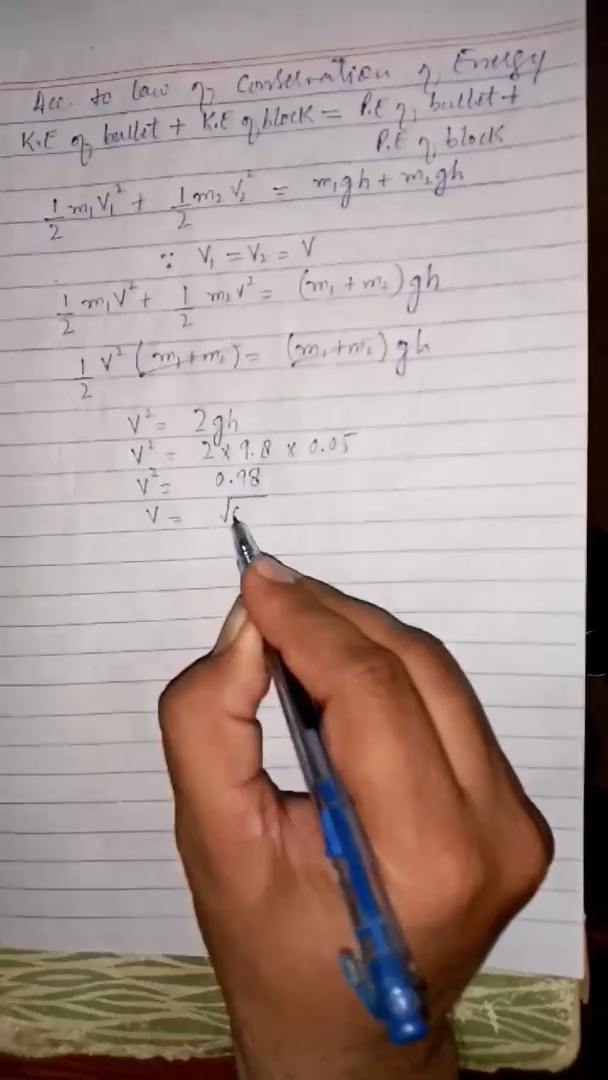 Acc. to law of Conservation of Energy
K.E of bullet + K.E of block = P.E of bullet +
P.E of block
1/2 m₁V₁² + 1/2 m₂V₂² = m₁gh + m₂gh
∵ V₁ = V₂ = V
1/2 m₁V² + 1/2 m₂V² = (m₁ + m₂) gh
1/2 V² (m₁+m₂) = (m₁+m₂) gh
V² = 2gh
V² = 2 x 9.8 x 0.05
V² = 0.98
V = √